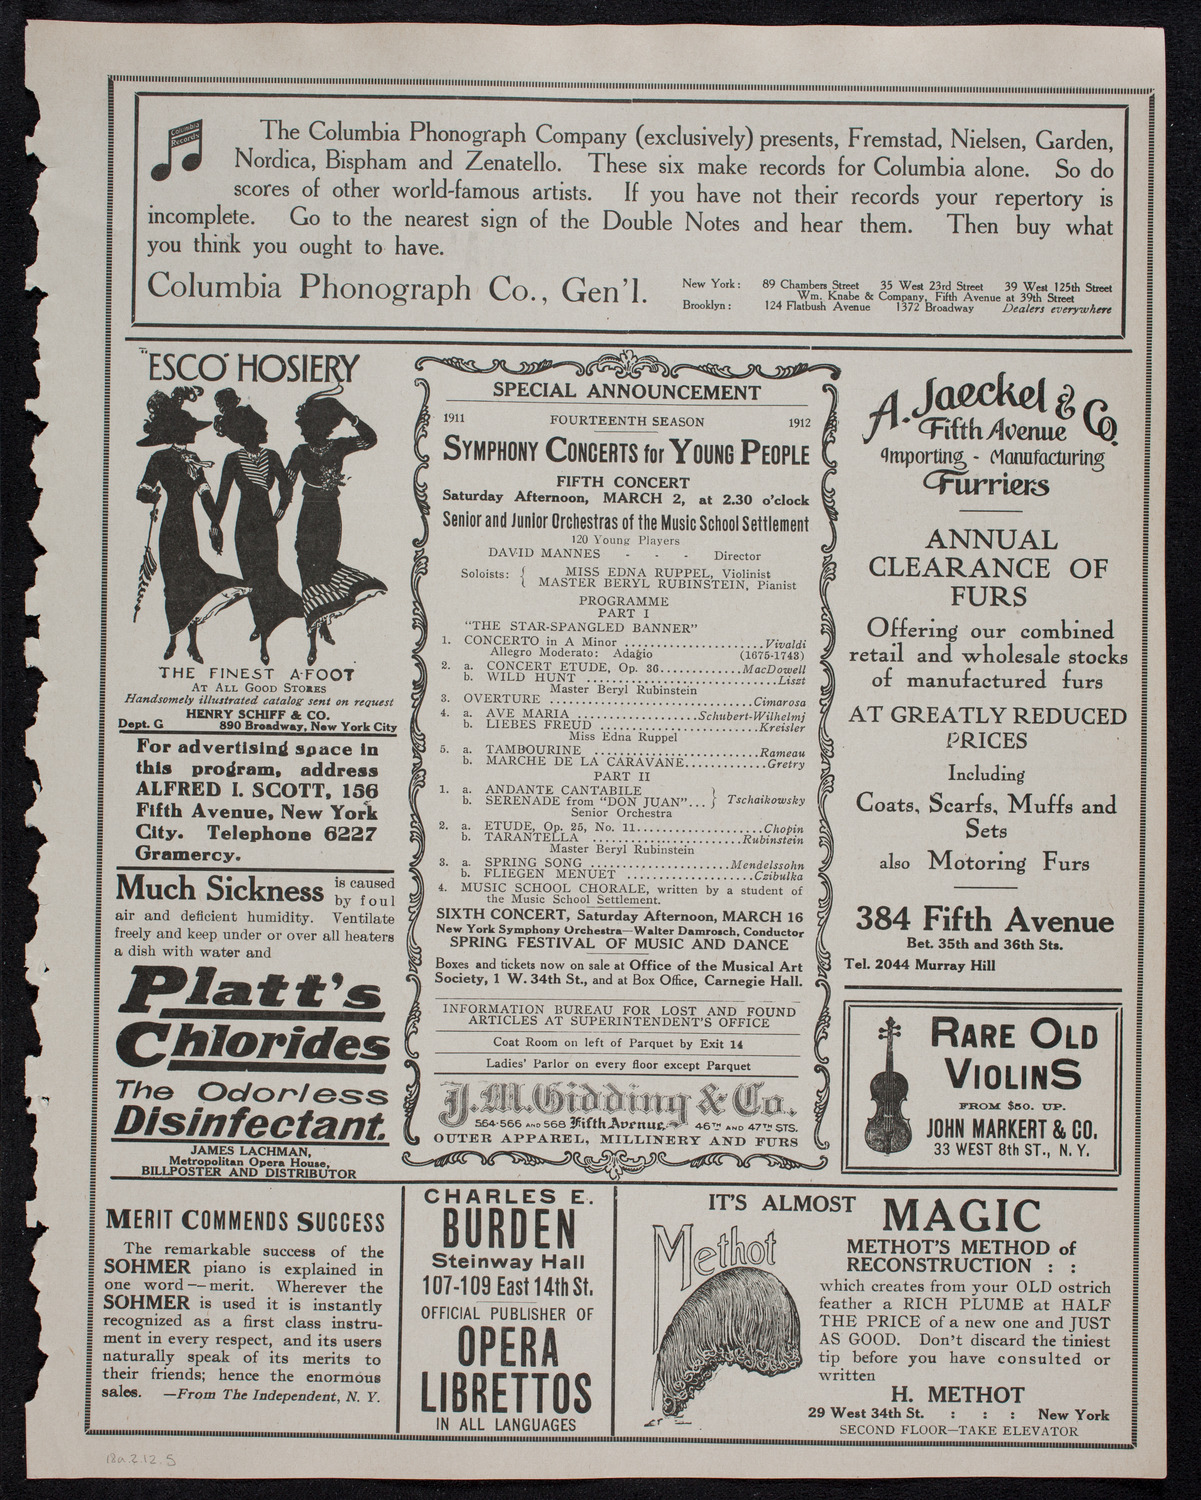 Columbia Records
The Columbia Phonograph Company (exclusively) presents, Fremstad, Nielsen, Garden,
Nordica, Bispham and Zenatello. These six make records for Columbia alone. So do
scores of other world-famous artists. If you have not their records your repertory is
incomplete. Go to the nearest sign of the Double Notes and hear them. Then buy what
you think you ought to have.
Columbia Phonograph Co., Gen'l.
New York: 89 Chambers Street 35 West 23rd Street 39 West 125th Street
Wm. Knabe & Company, Fifth Avenue at 39th Street
Brooklyn: 124 Flatbush Avenue 1372 Broadway Dealers everywhere
"ESCO" HOSIERY
THE FINEST A-FOOT
AT ALL GOOD STORES
Handsomely illustrated catalog sent on request
HENRY SCHIFF & CO.
Dept. G 890 Broadway, New York City
For advertising space in
this program, address
ALFRED I. SCOTT, 156
Fifth Avenue, New York
City. Telephone 6227
Gramercy.
Much Sickness is caused
by foul
air and deficient humidity. Ventilate
freely and keep under or over all heaters
a dish with water and
Platt's
Chlorides
The Odorless
Disinfectant.
JAMES LACHMAN,
Metropolitan Opera House,
BILLPOSTER AND DISTRIBUTOR
SPECIAL ANNOUNCEMENT
1911 FOURTEENTH SEASON 1912
SYMPHONY CONCERTS for YOUNG PEOPLE
FIFTH CONCERT
Saturday Afternoon, MARCH 2, at 2.30 o'clock
Senior and Junior Orchestras of the Music School Settlement
120 Young Players
DAVID MANNES - - - Director
Soloists: { MISS EDNA RUPPEL, Violinist
{ MASTER BERYL RUBINSTEIN, Pianist
PROGRAMME
PART I
"THE STAR-SPANGLED BANNER"
1. CONCERTO in A Minor ......................Vivaldi
Allegro Moderato: Adagio (1675-1743)
2. a. CONCERT ETUDE, Op. 36.............MacDowell
b. WILD HUNT ..............................Liszt
Master Beryl Rubinstein
3. OVERTURE ..............................Cimarosa
4. a. AVE MARIA ....................Schubert-Wilhelmj
b. LIEBES FREUD ..........................Kreisler
Miss Edna Ruppel
5. a. TAMBOURINE ..........................Rameau
b. MARCHE DE LA CARAVANE.............Gretry
PART II
1. a. ANDANTE CANTABILE }
b. SERENADE from "DON JUAN"... } Tschaikowsky
Senior Orchestra
2. a. ETUDE, Op. 25, No. 11....................Chopin
b. TARANTELLA ........................Rubinstein
Master Beryl Rubinstein
3. a. SPRING SONG ......................Mendelssohn
b. FLIEGEN MENUET ....................Czibulka
4. MUSIC SCHOOL CHORALE, written by a student of
the Music School Settlement.
SIXTH CONCERT, Saturday Afternoon, MARCH 16
New York Symphony Orchestra—Walter Damrosch, Conductor
SPRING FESTIVAL OF MUSIC AND DANCE
Boxes and tickets now on sale at Office of the Musical Art
Society, 1 W. 34th St., and at Box Office, Carnegie Hall.
INFORMATION BUREAU FOR LOST AND FOUND
ARTICLES AT SUPERINTENDENT'S OFFICE
Coat Room on left of Parquet by Exit 14
Ladies' Parlor on every floor except Parquet
J.M. Gidding & Co.
564-566 AND 568 Fifth Avenue, 46TH AND 47TH STS.
OUTER APPAREL, MILLINERY AND FURS
A. Jaeckel & Co.
Fifth Avenue
Importing - Manufacturing
Furriers
ANNUAL
CLEARANCE OF
FURS
Offering our combined
retail and wholesale stocks
of manufactured furs
AT GREATLY REDUCED
PRICES
Including
Coats, Scarfs, Muffs and
Sets
also Motoring Furs
384 Fifth Avenue
Bet. 35th and 36th Sts.
Tel. 2044 Murray Hill
RARE OLD
VIOLINS
FROM $50. UP.
JOHN MARKERT & CO.
33 WEST 8th ST., N. Y.
MERIT COMMENDS SUCCESS
The remarkable success of the
SOHMER piano is explained in
one word—merit. Wherever the
SOHMER is used it is instantly
recognized as a first class instru-
ment in every respect, and its users
naturally speak of its merits to
their friends; hence the enormous
sales. —From The Independent, N. Y.
CHARLES E.
BURDEN
Steinway Hall
107-109 East 14th St.
OFFICIAL PUBLISHER OF
OPERA
LIBRETTOS
IN ALL LANGUAGES
IT'S ALMOST MAGIC
Methot
METHOT'S METHOD of
RECONSTRUCTION : :
which creates from your OLD ostrich
feather a RICH PLUME at HALF
THE PRICE of a new one and JUST
AS GOOD. Don't discard the tiniest
tip before you have consulted or
written
H. METHOT
29 West 34th St. : : : New York
SECOND FLOOR—TAKE ELEVATOR